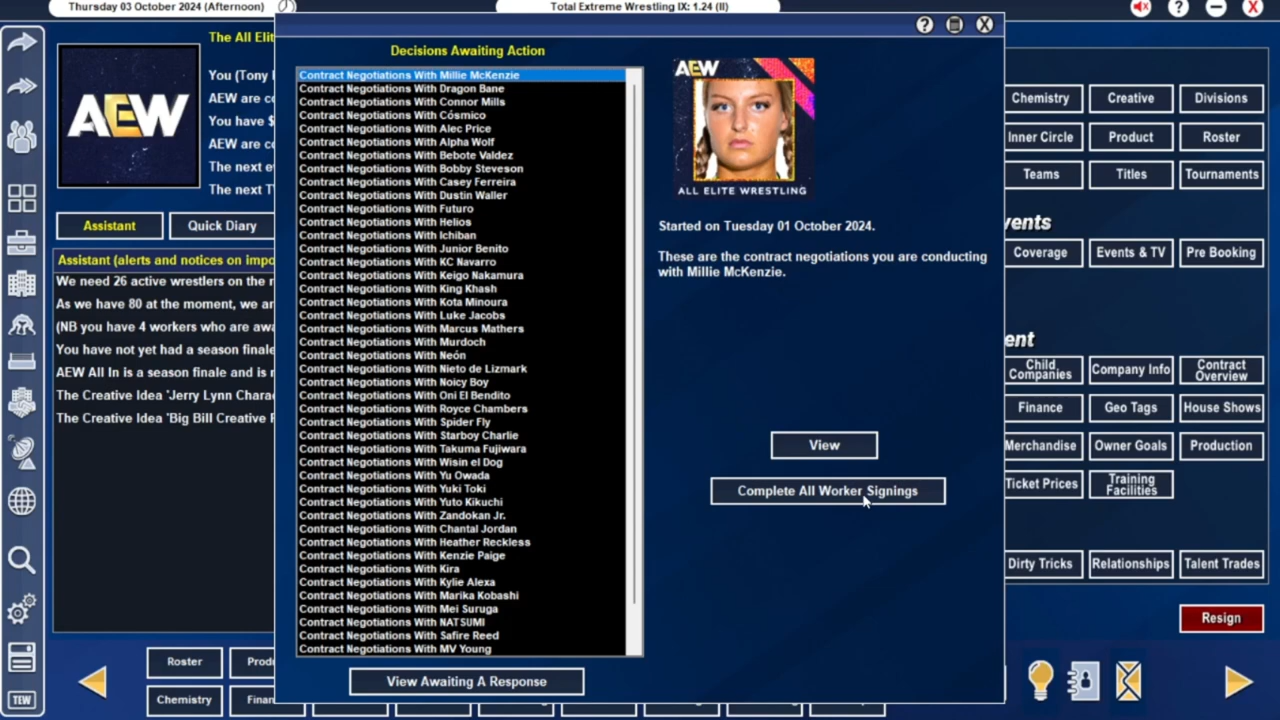 Thursday 03 October 2024 (Afternoon)
Total Extreme Wrestling IX: 1.24 (II)
AEW
The All Elit
You (Tony
AEW are co
You have $
AEW are co
The next e
The next T
Assistant
Quick Diary
Assistant (alerts and notices on impo
We need 26 active wrestlers on the r
As we have 80 at the moment, we ar
(NB you have 4 workers who are awa
You have not yet had a season finale
AEW All In is a season finale and is r
The Creative Idea 'Jerry Lynn Charac
The Creative Idea 'Big Bill Creative F
Decisions Awaiting Action
Contract Negotiations With Millie McKenzie
Contract Negotiations With Dragon Bane
Contract Negotiations With Connor Mills
Contract Negotiations With Cósmico
Contract Negotiations With Alec Price
Contract Negotiations With Alpha Wolf
Contract Negotiations With Bebote Valdez
Contract Negotiations With Bobby Steveson
Contract Negotiations With Casey Ferreira
Contract Negotiations With Dustin Waller
Contract Negotiations With Futuro
Contract Negotiations With Helios
Contract Negotiations With Ichiban
Contract Negotiations With Junior Benito
Contract Negotiations With KC Navarro
Contract Negotiations With Keigo Nakamura
Contract Negotiations With King Khash
Contract Negotiations With Kota Minoura
Contract Negotiations With Luke Jacobs
Contract Negotiations With Marcus Mathers
Contract Negotiations With Murdoch
Contract Negotiations With Neón
Contract Negotiations With Nieto de Lizmark
Contract Negotiations With Noicy Boy
Contract Negotiations With Oni El Bendito
Contract Negotiations With Royce Chambers
Contract Negotiations With Spider Fly
Contract Negotiations With Starboy Charlie
Contract Negotiations With Takuma Fujiwara
Contract Negotiations With Wisin el Dog
Contract Negotiations With Yu Owada
Contract Negotiations With Yuki Toki
Contract Negotiations With Yuto Kikuchi
Contract Negotiations With Zandokan Jr.
Contract Negotiations With Chantal Jordan
Contract Negotiations With Heather Reckless
Contract Negotiations With Kenzie Paige
Contract Negotiations With Kira
Contract Negotiations With Kylie Alexa
Contract Negotiations With Marika Kobashi
Contract Negotiations With Mei Suruga
Contract Negotiations With NATSUMI
Contract Negotiations With Safire Reed
Contract Negotiations With MV Young
View Awaiting A Response
AEW
ALL ELITE WRESTLING
Started on Tuesday 01 October 2024.
These are the contract negotiations you are conducting
with Millie McKenzie.
View
Complete All Worker Signings
Chemistry
Creative
Divisions
Inner Circle
Product
Roster
Teams
Titles
Tournaments
vents
Coverage
Events & TV
Pre Booking
ent
Child
Companies
Company Info
Contract
Overview
Finance
Geo Tags
House Shows
Merchandise
Owner Goals
Production
Ticket Prices
Training
Facilities
Dirty Tricks
Relationships
Talent Trades
Resign
Roster
Produ
Chemistry
Finan
TEW